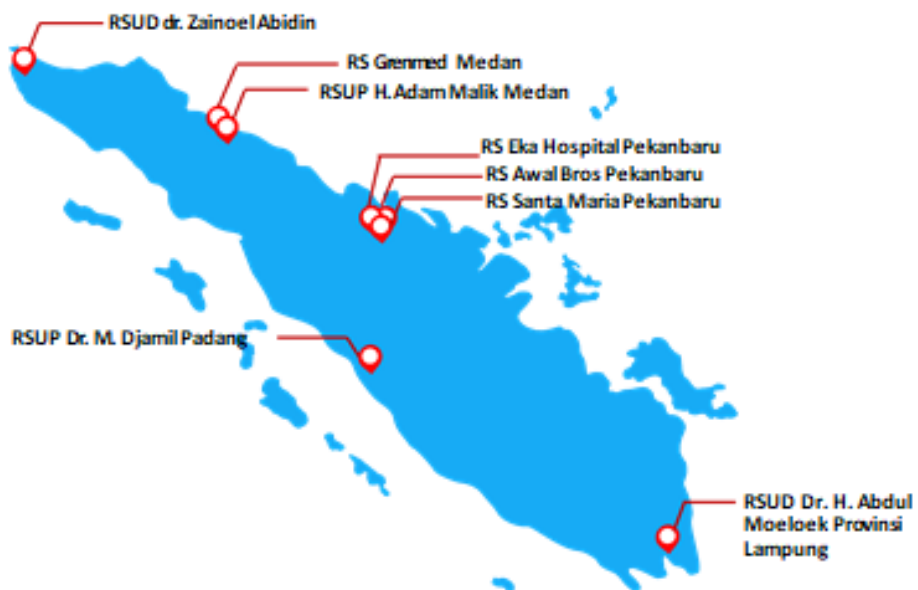 RSUD dr. Zainoel Abidin
RS Grenmed Medan
RSUP H.Adam Malik Medan
RS Eka Hospital Pekanbaru
RS Awal Bros Pekanbaru
RS Santa Maria Pekanbaru
RSUP Dr. M. Djamil Padang
RSUD Dr. H. Abdul
Moeloek Provinsi
Lampung